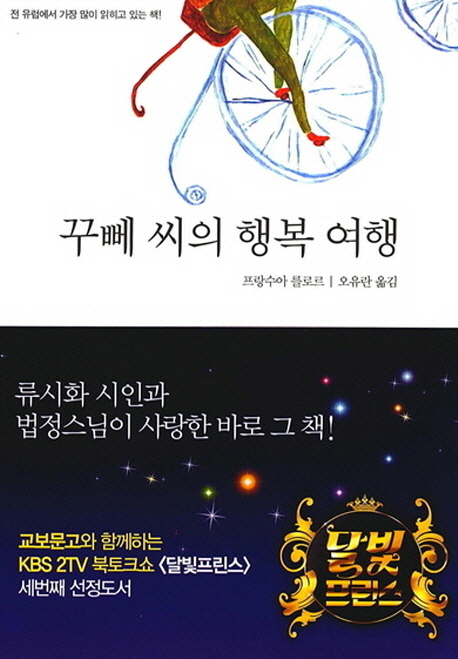 전 유럽에서 가장 많이 읽히고 있는 책!
꾸뻬 씨의 행복 여행
프랑수아 를로르 | 오유란 옮김
류시화 시인과
법정스님이 사랑한 바로 그 책!
교보문고와 함께하는
KBS 2TV 북토크쇼 〈달빛프린스〉
세번째 선정도서
달빛
프린스